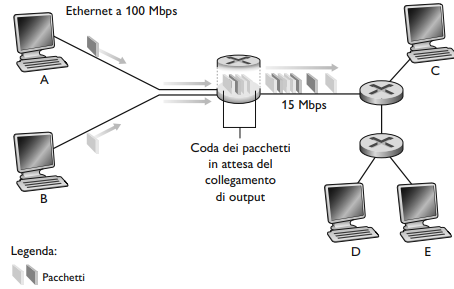 Ethernet a 100 Mbps
A
C
15 Mbps
Coda dei pacchetti
in attesa del
collegamento
di output
B
D
E
Legenda:
Pacchetti